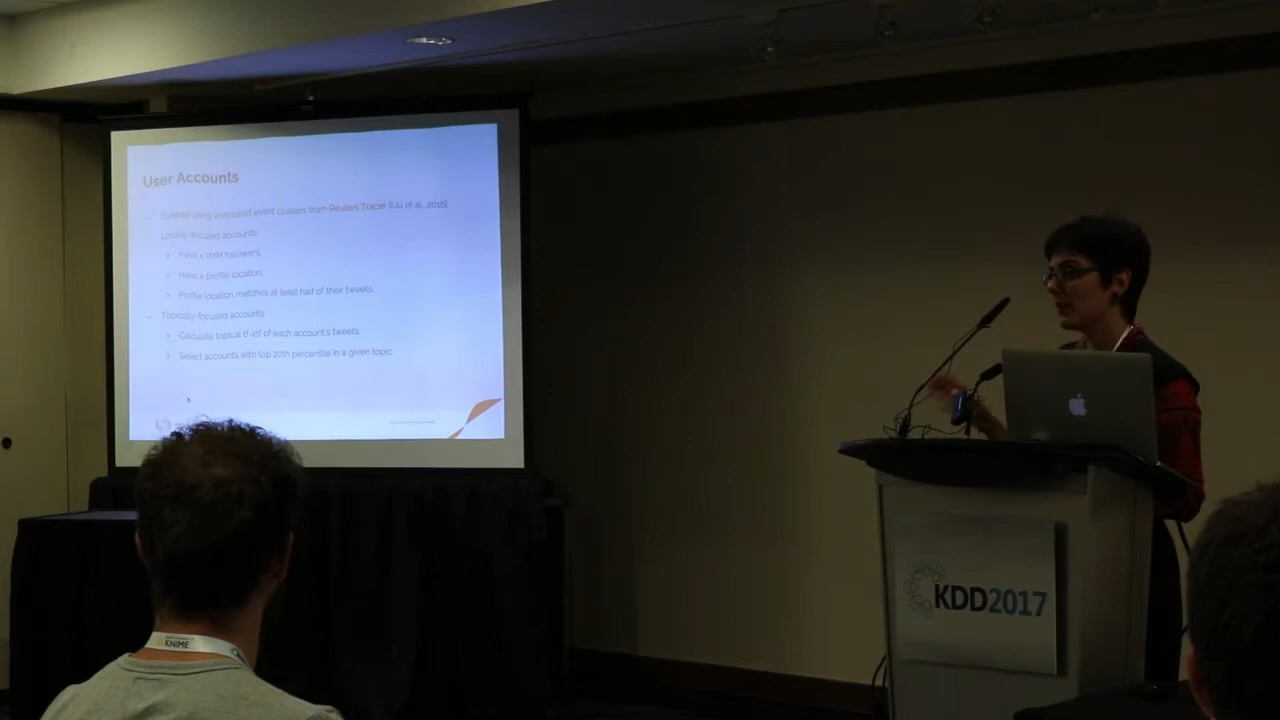 User Accounts
– Curated using annotated event clusters from Reuters Tracer (Liu et al., 2016)
– Locally-focused accounts
> Have < 1MM followers
> Have a profile location
> Profile location matches at least half of their tweets.
– Topically-focused accounts
> Calculate topical tf-idf of each account's tweets
> Select accounts with top 20th percentile in a given topic
KDD2017
KNIME